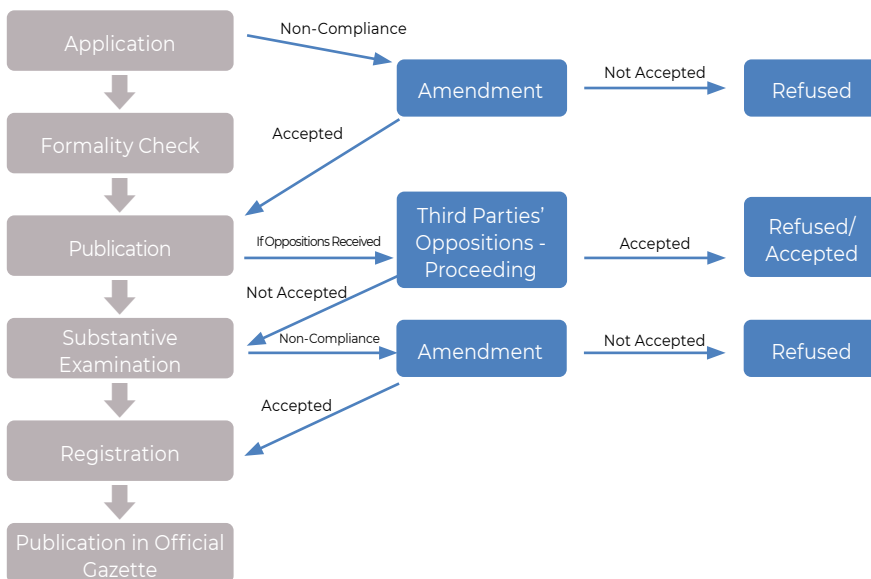 Application
Non-Compliance
Amendment
Not Accepted
Refused
Formality Check
Accepted
Publication
If Oppositions Received
Third Parties’
Oppositions -
Proceeding
Accepted
Refused/
Accepted
Not Accepted
Substantive
Examination
Non-Compliance
Amendment
Not Accepted
Refused
Accepted
Registration
Publication in Official
Gazette